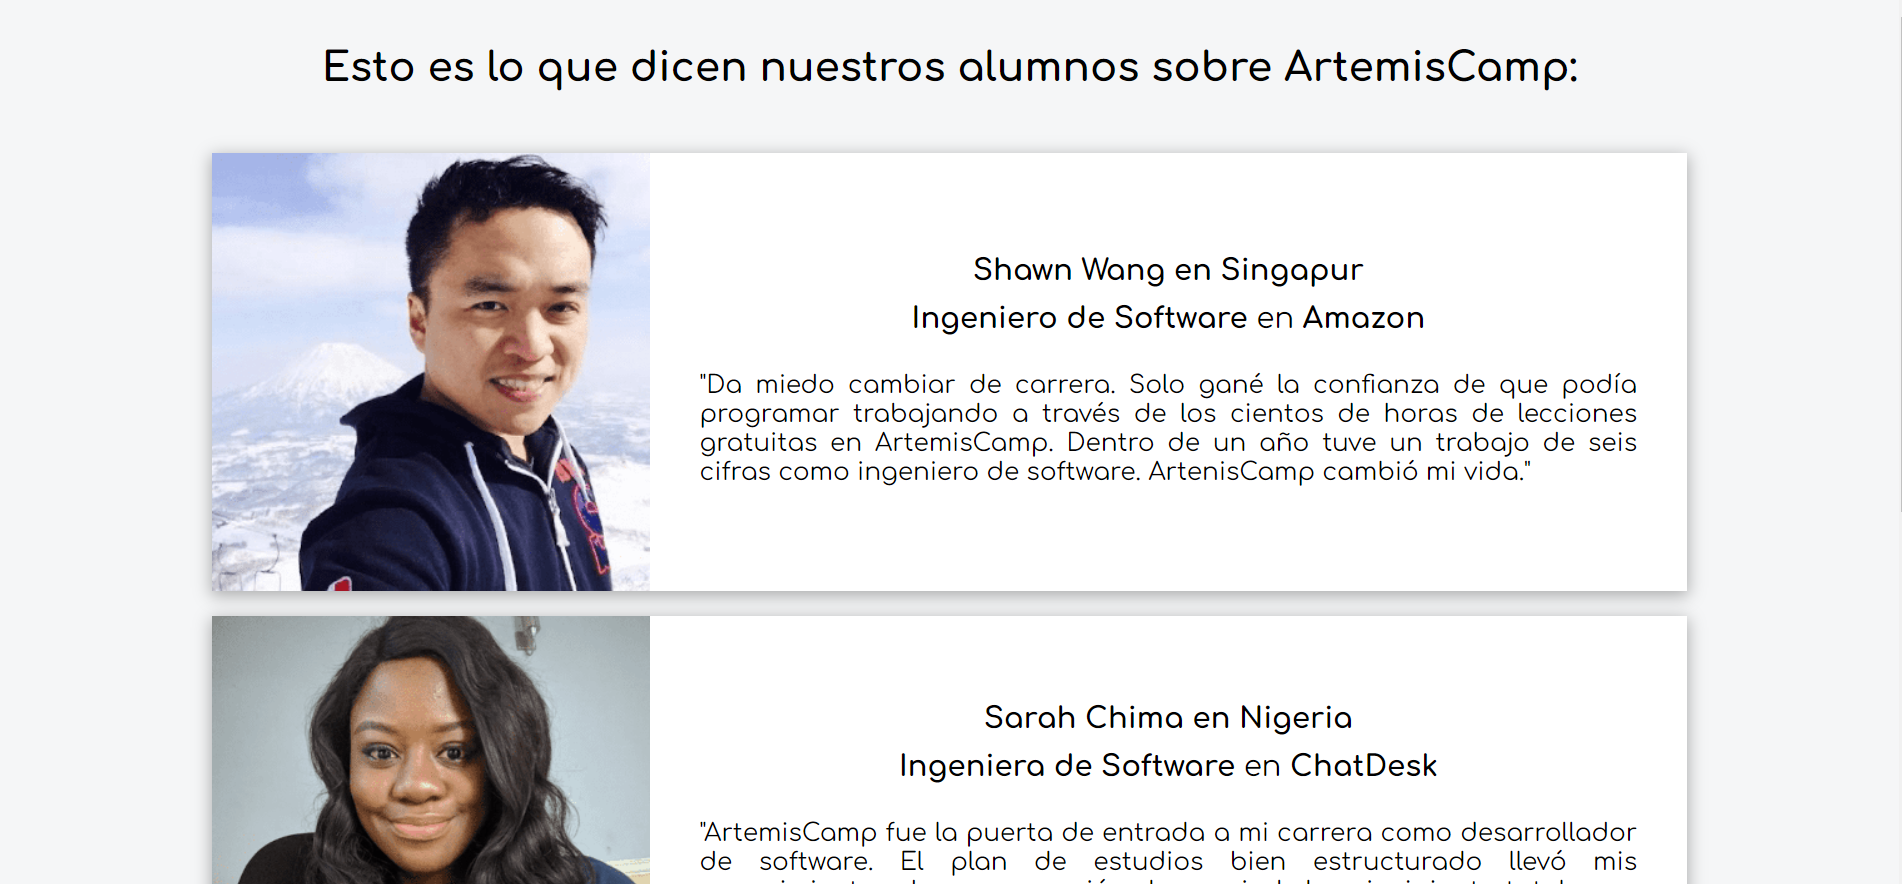 Esto es lo que dicen nuestros alumnos sobre ArtemisCamp:
Shawn Wang en Singapur
Ingeniero de Software en Amazon
"Da miedo cambiar de carrera. Solo gané la confianza de que podía
programar trabajando a través de los cientos de horas de lecciones
gratuitas en ArtemisCamp. Dentro de un año tuve un trabajo de seis
cifras como ingeniero de software. ArtenisCamp cambió mi vida."
Sarah Chima en Nigeria
Ingeniera de Software en ChatDesk
"ArtemisCamp fue la puerta de entrada a mi carrera como desarrollador
de software. El plan de estudios bien estructurado llevó mis